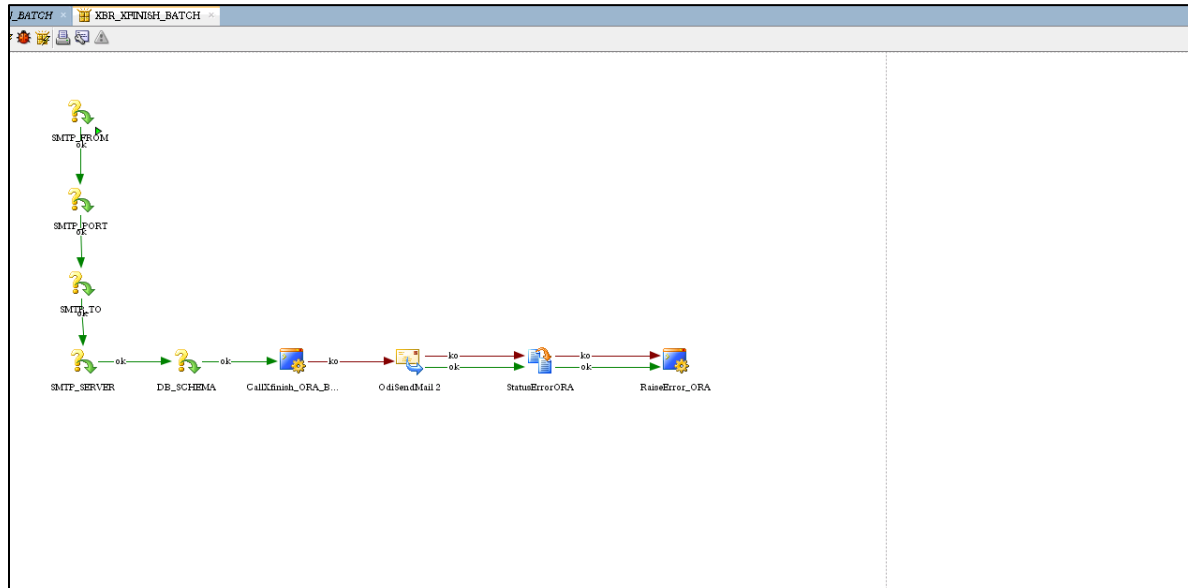 _BATCH
XBR_XFINISH_BATCH
SMTP_FROM
ok
SMTP_PORT
ok
SMTP_TO
ok
SMTP_SERVER
ok
DB_SCHEMA
ok
CallXfinish_ORA_B...
ko
OdiSendMail 2
ko
ok
StatusErrorORA
ko
ok
RaiseError_ORA